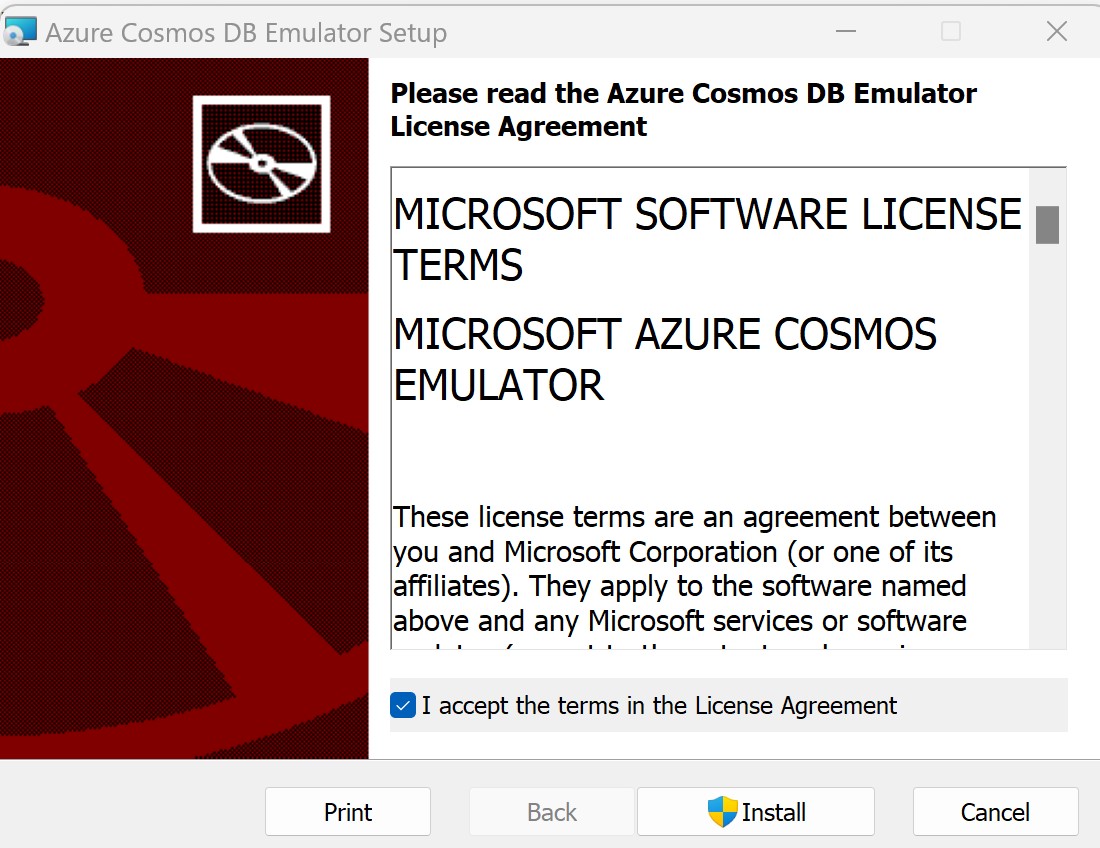 Azure Cosmos DB Emulator Setup
Please read the Azure Cosmos DB Emulator
License Agreement
MICROSOFT SOFTWARE LICENSE
TERMS
MICROSOFT AZURE COSMOS
EMULATOR
These license terms are an agreement between
you and Microsoft Corporation (or one of its
affiliates). They apply to the software named
above and any Microsoft services or software
I accept the terms in the License Agreement
Print
Back
Install
Cancel